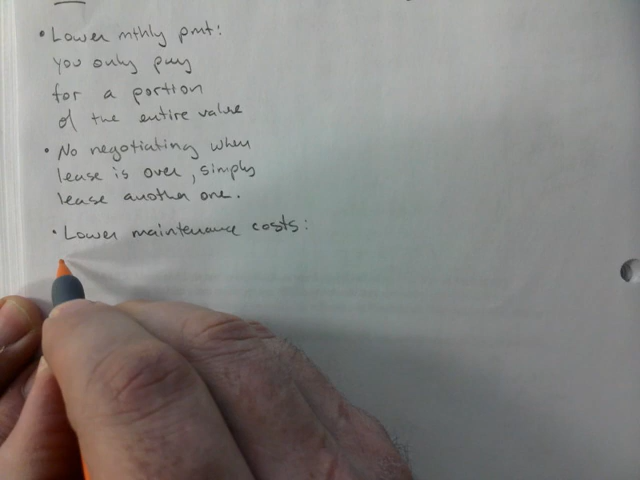 • Lower mthly pmt:
you only pay
for a portion
of the entire value
• No negotiating when
lease is over, simply
lease another one.
• Lower maintenance costs: